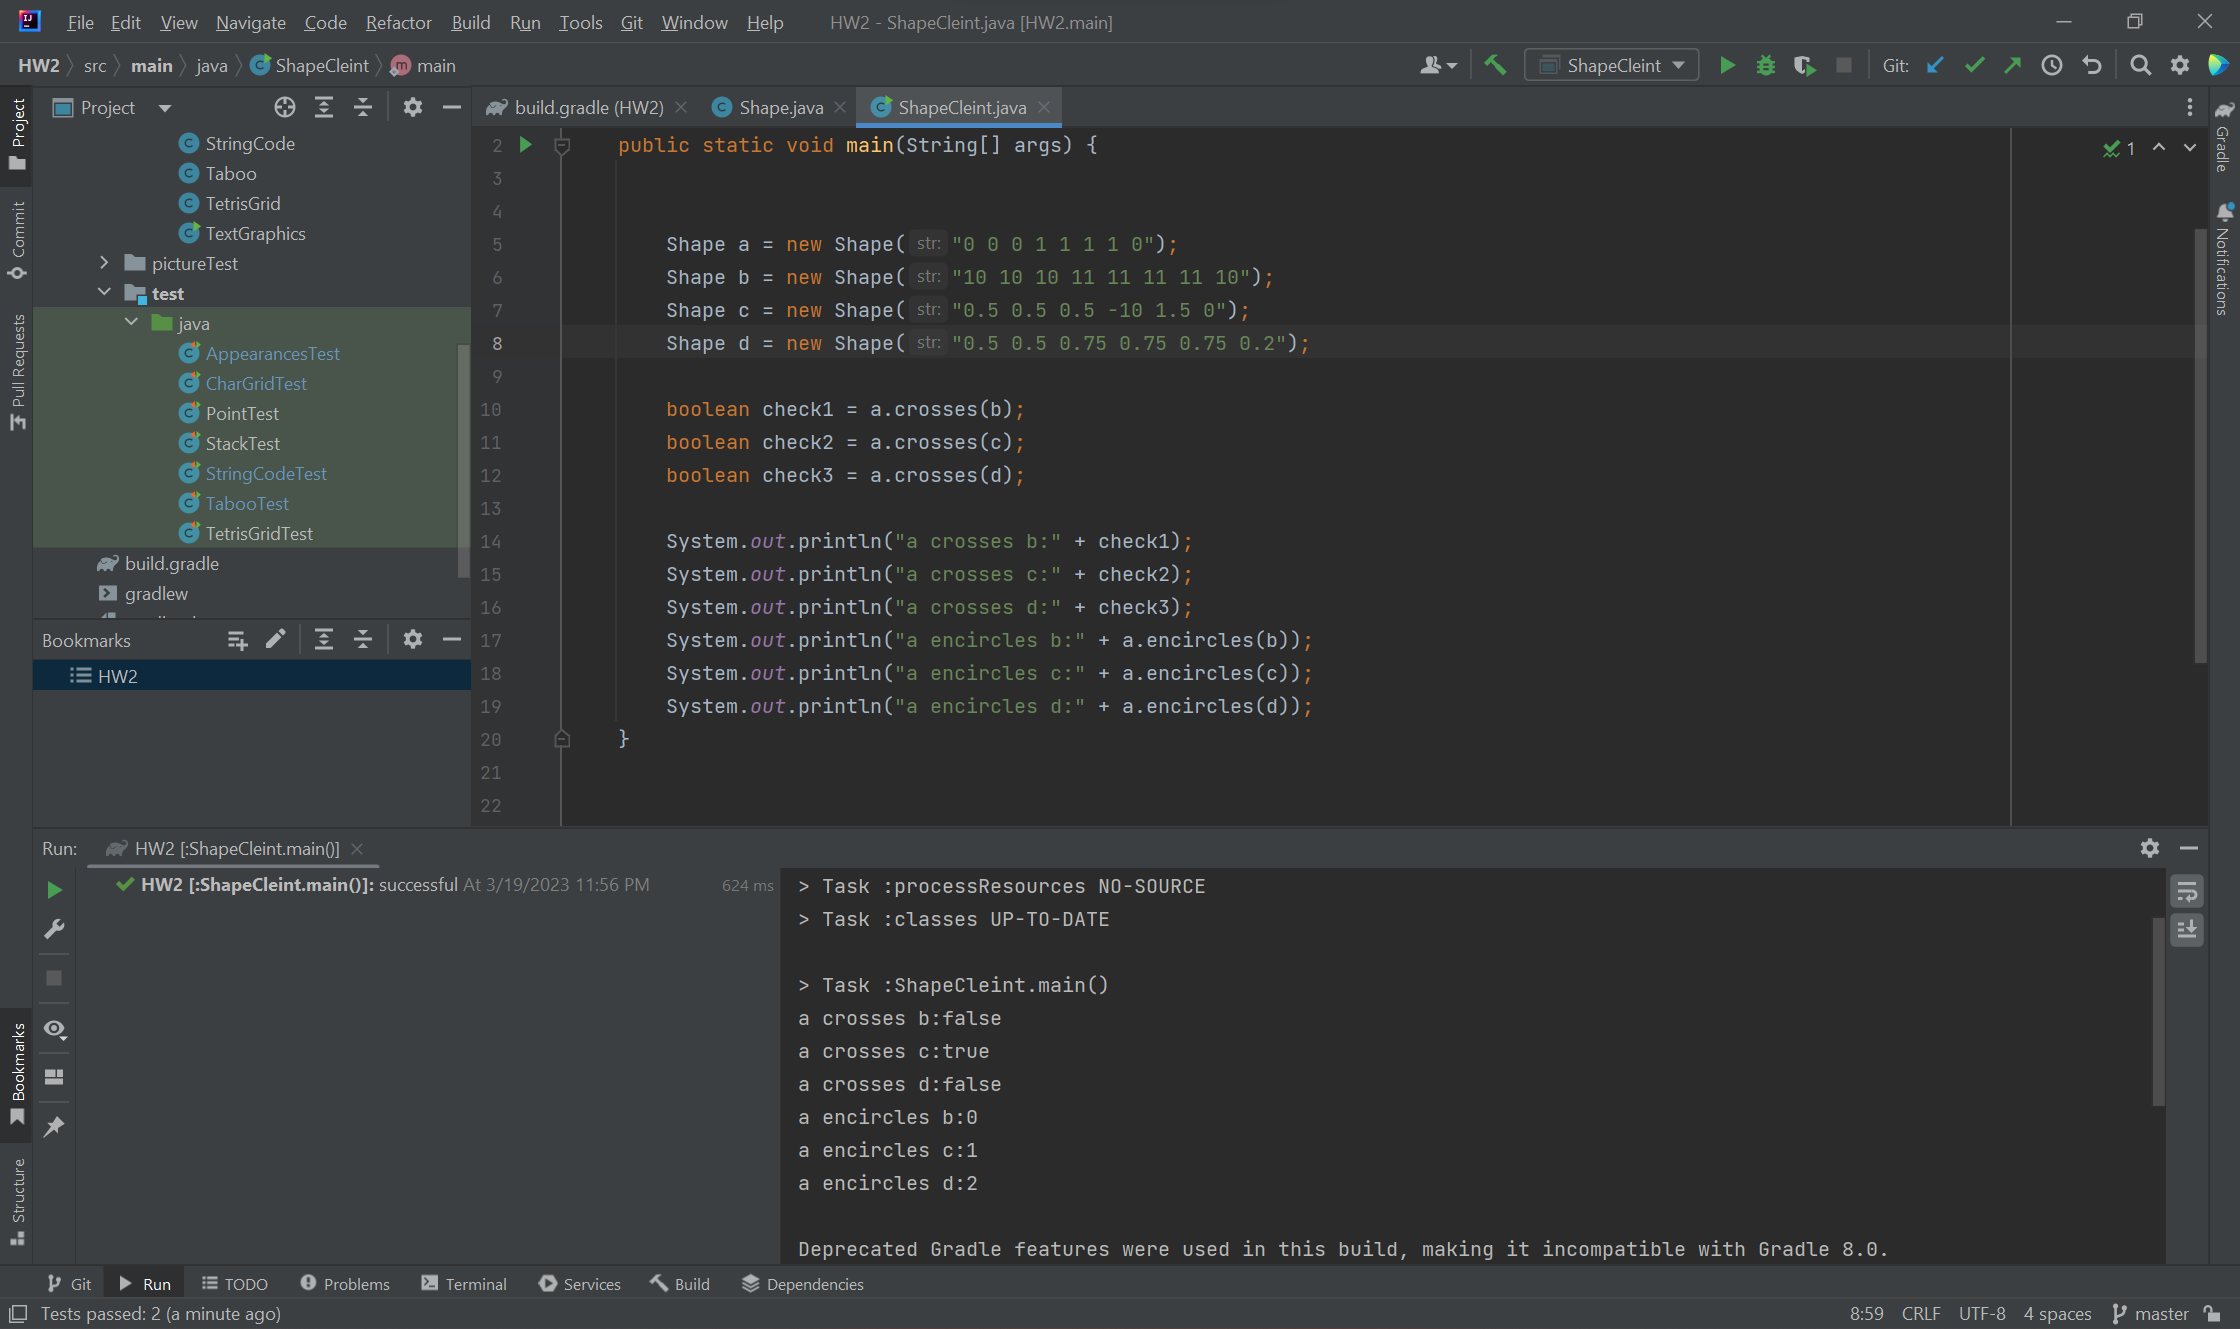 File Edit View Navigate Code Refactor Build Run Tools Git Window Help HW2 - ShapeCleint.java [HW2.main]
HW2 src main java ShapeCleint main
ShapeCleint
Git:
Project
build.gradle (HW2) Shape.java ShapeCleint.java
StringCode
Taboo
TetrisGrid
TextGraphics
pictureTest
test
java
AppearancesTest
CharGridTest
PointTest
StackTest
StringCodeTest
TabooTest
TetrisGridTest
build.gradle
gradlew
Bookmarks
HW2
Project
Commit
Pull Requests
Bookmarks
Structure
2 public static void main(String[] args) {
3
4
5 Shape a = new Shape( str: "0 0 0 1 1 1 1 0");
6 Shape b = new Shape( str: "10 10 10 11 11 11 11 10");
7 Shape c = new Shape( str: "0.5 0.5 0.5 -10 1.5 0");
8 Shape d = new Shape( str: "0.5 0.5 0.75 0.75 0.75 0.2");
9
10 boolean check1 = a.crosses(b);
11 boolean check2 = a.crosses(c);
12 boolean check3 = a.crosses(d);
13
14 System.out.println("a crosses b:" + check1);
15 System.out.println("a crosses c:" + check2);
16 System.out.println("a crosses d:" + check3);
17 System.out.println("a encircles b:" + a.encircles(b));
18 System.out.println("a encircles c:" + a.encircles(c));
19 System.out.println("a encircles d:" + a.encircles(d));
20 }
21
22
1
Gradle
Notifications
Run: HW2 [:ShapeCleint.main()]
HW2 [:ShapeCleint.main()]: successful At 3/19/2023 11:56 PM 624 ms
> Task :processResources NO-SOURCE
> Task :classes UP-TO-DATE
> Task :ShapeCleint.main()
a crosses b:false
a crosses c:true
a crosses d:false
a encircles b:0
a encircles c:1
a encircles d:2
Deprecated Gradle features were used in this build, making it incompatible with Gradle 8.0.
Git Run TODO Problems Terminal Services Build Dependencies
Tests passed: 2 (a minute ago) 8:59 CRLF UTF-8 4 spaces master